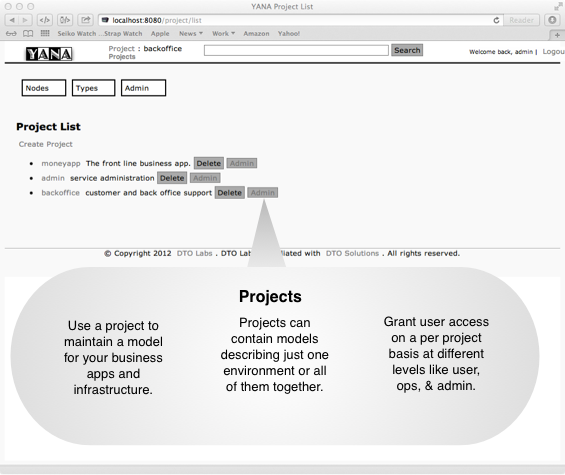 YANA Project List
localhost:8080/project/list
Reader
Seiko Watch ...Strap Watch Apple News Work Amazon Yahoo!
YANA
Project : backoffice
Projects
Search
Welcome back, admin | Logou
Nodes
Types
Admin
Project List
Create Project
moneyapp The front line business app. Delete Admin
admin service administration Delete Admin
backoffice customer and back office support Delete Admin
© Copyright 2012 DTO Labs . DTO Lab iated with DTO Solutions . All rights reserved.
Projects
Use a project to
maintain a model
for your business
apps and
infrastructure.
Projects can
contain models
describing just one
environment or all
of them together.
Grant user access
on a per project
basis at different
levels like user,
ops, & admin.